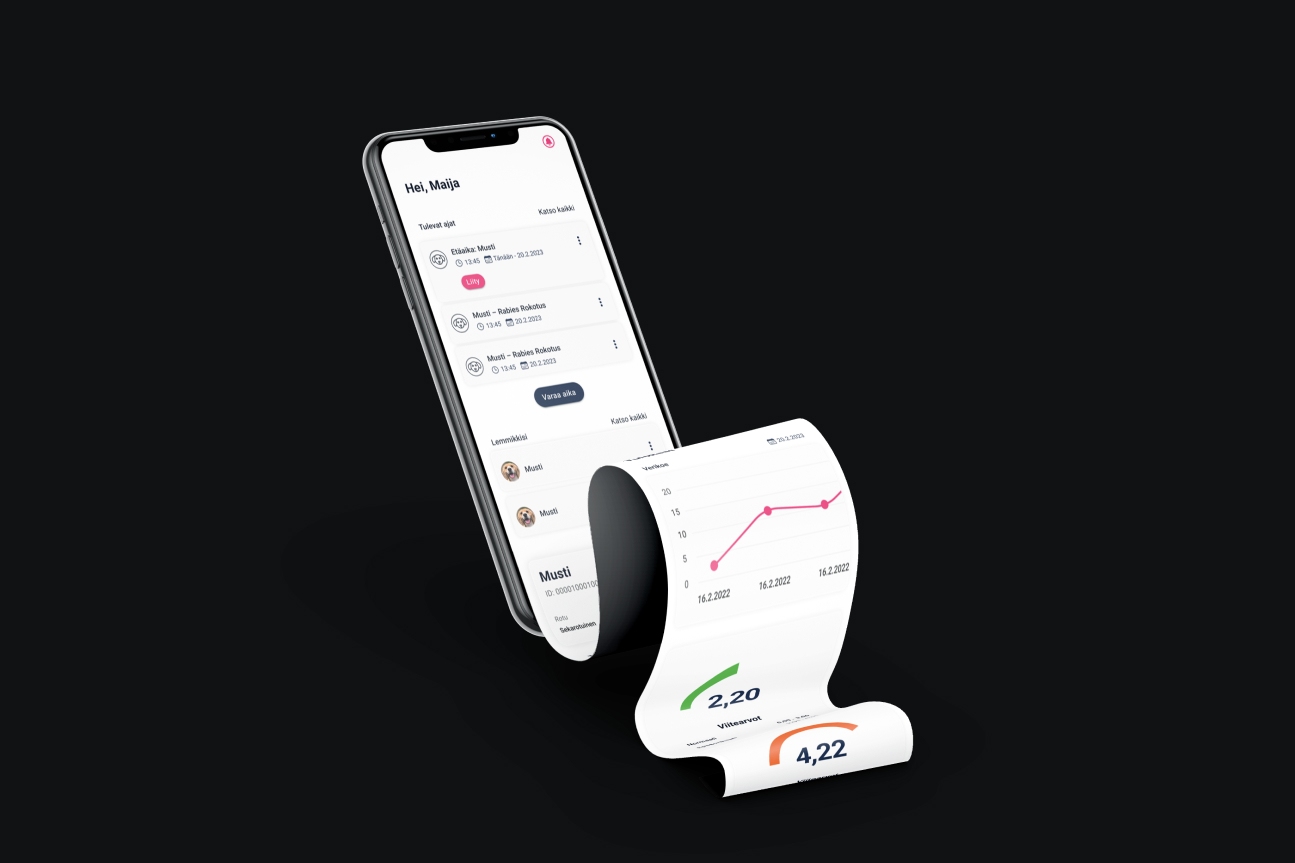 Hei, Maija
Tulevat ajat
Katso kaikki
Etäaika: Musti
13:45 Tänään - 20.2.2023
Liity
Musti – Rabies Rokotus
13:45 20.2.2023
Musti – Rabies Rokotus
13:45 20.2.2023
Varaa aika
Lemmikkisi
Katso kaikki
Musti
Musti
Musti
ID: 00001000100
Rotu
Sekarotuinen
20.2.2023
20
15
10
5
0
16.2.2022
16.2.2022
16.2.2022
2,20
Viitearvot
4,22